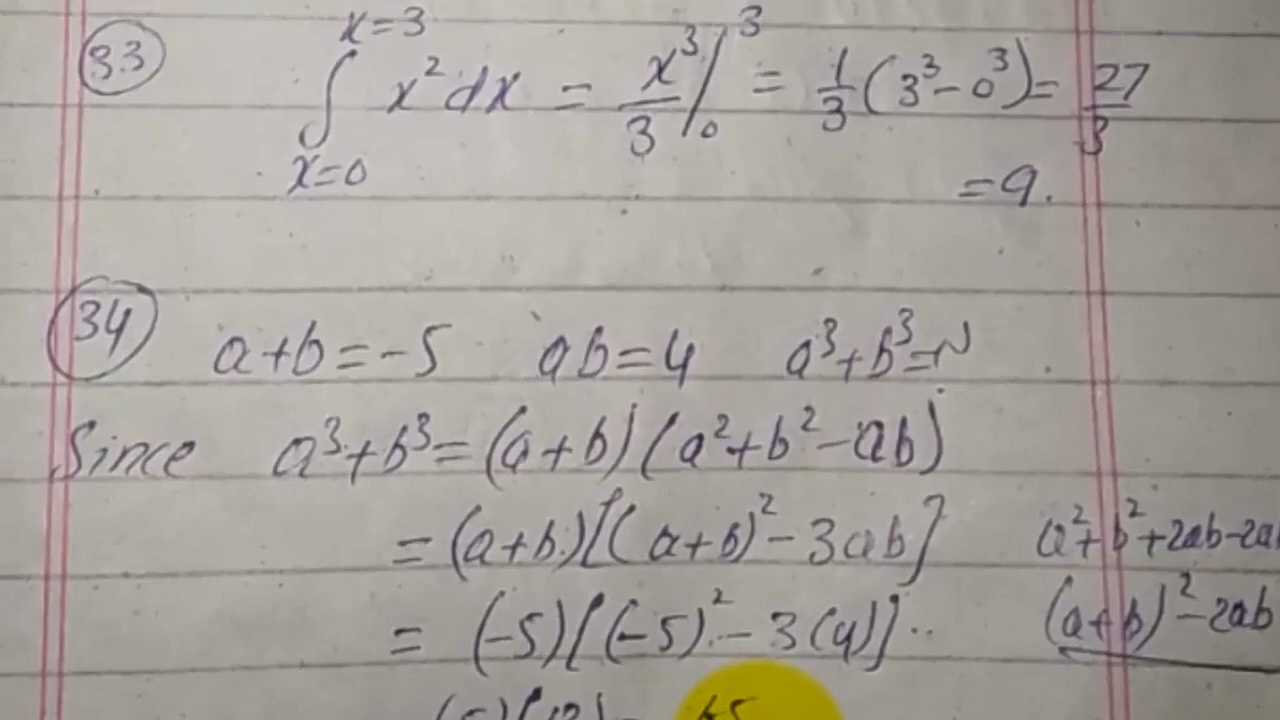 33 ∫ x=3 x=0 x² dx = x³/3 |₀³ = 1/3 (3³ - 0³) = 27/3
= 9.
34 a+b = -5 ab = 4 a³+b³ =
Since a³+b³ = (a+b) (a²+b²-ab)
= (a+b) [(a+b)² - 3ab] a²+b²+2ab-2ab
= (-5) [(-5)² - 3(4)].. (a+b)²-2ab